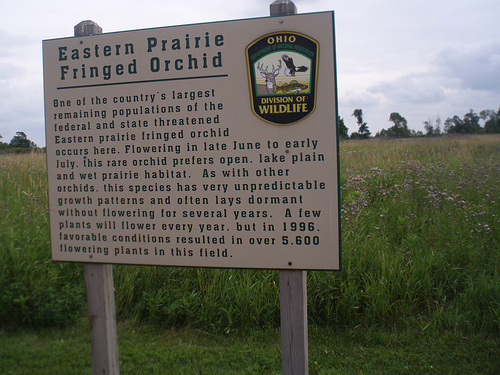 Eastern Prairie
Fringed Orchid
OHIO
DIVISION OF
WILDLIFE
One of the country's largest
remaining populations of the
federal and state threatened
Eastern prairie fringed orchid
occurs here. Flowering in late June to early
July, this rare orchid prefers open, lake plain
and wet prairie habitat. As with other
orchids, this species has very unpredictable
growth patterns and often lays dormant
without flowering for several years. A few
plants will flower every year, but in 1996,
favorable conditions resulted in over 5,600
flowering plants in this field.